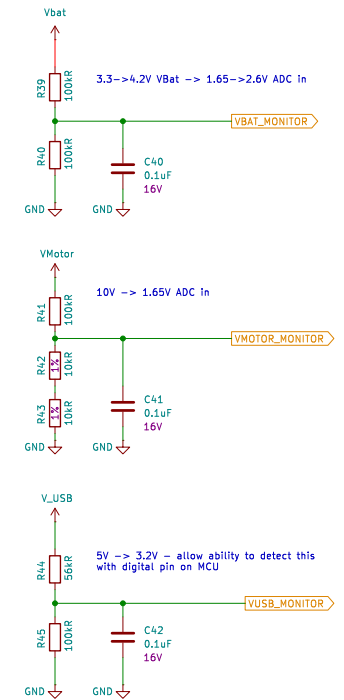 Vbat
3.3->4.2V VBat -> 1.65->2.6V ADC in
R39
100kR
VBAT_MONITOR
R40
100kR
C40
0.1uF
16V
GND
GND
VMotor
10V -> 1.65V ADC in
R41
100kR
VMOTOR_MONITOR
R42
1%
10kR
R43
1%
10kR
C41
0.1uF
16V
GND
GND
V_USB
5V -> 3.2V - allow ability to detect this
with digital pin on MCU
R44
56kR
VUSB_MONITOR
R45
100kR
C42
0.1uF
16V
GND
GND